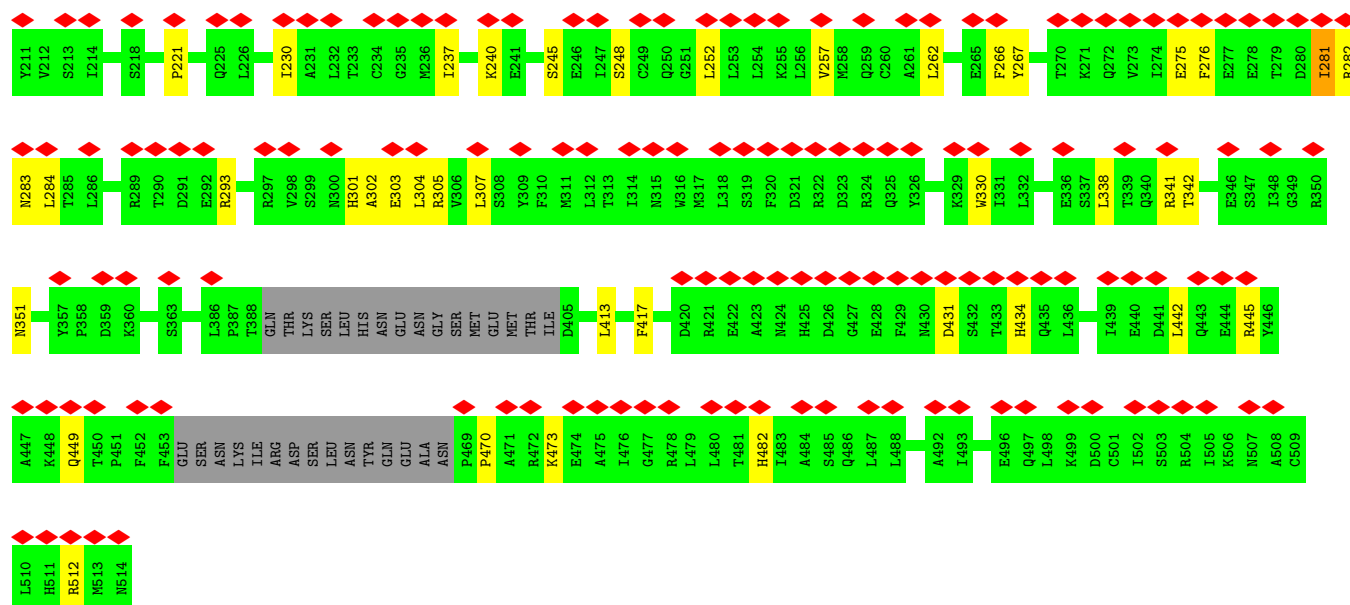 Y211 V212 S213 I214 S218 P221 Q225 L226 I230 A231 L232 T233 C234 G235 M236 I237 K240 E241 S245 E246 I247 S248 C249 Q250 G251 L252 L253 L254 K255 L256 V257 M258 Q259 C260 A261 L262 E265 F266 Y267 T270 K271 Q272 V273 I274 E275 F276 E277 E278 T279 D280 I281 R282
N283 L284 T285 L286 R289 T290 D291 E292 R293 R297 V298 S299 N300 H301 A302 E303 L304 R305 V306 L307 S308 Y309 F310 M311 L312 T313 I314 N315 W316 M317 L318 S319 F320 D321 R322 D323 R324 Q325 Y326 K329 W330 I331 L332 E336 S337 L338 T339 Q340 R341 T342 E346 S347 I348 G349 R350
N351 Y357 P358 D359 K360 S363 L386 P387 T388 GLN THR LYS SER LEU HIS ASN GLU ASN GLY SER MET GLU MET THR ILE D405 L413 F417 D420 R421 E422 A423 N424 H425 D426 G427 E428 F429 N430 D431 S432 T433 H434 Q435 L436 I439 E440 D441 L442 Q443 E444 R445 Y446
A447 K448 Q449 T450 P451 F452 F453 GLU SER ASN LYS ILE ARG ASP SER LEU ASN TYR GLN GLU ALA ASN P469 P470 A471 R472 K473 E474 A475 I476 G477 R478 L479 L480 T481 H482 I483 A484 S485 Q486 L487 L488 A492 I493 E496 Q497 L498 K499 D500 C501 I502 S503 R504 I505 K506 N507 A508 C509
L510 H511 R512 M513 N514